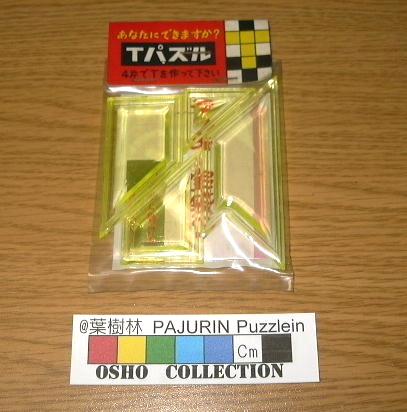 あなたにできますか?
Tパズル
4片でTを作って下さい
@葉樹林 PAJURIN Puzzlein
Cm
OSHO COLLECTION